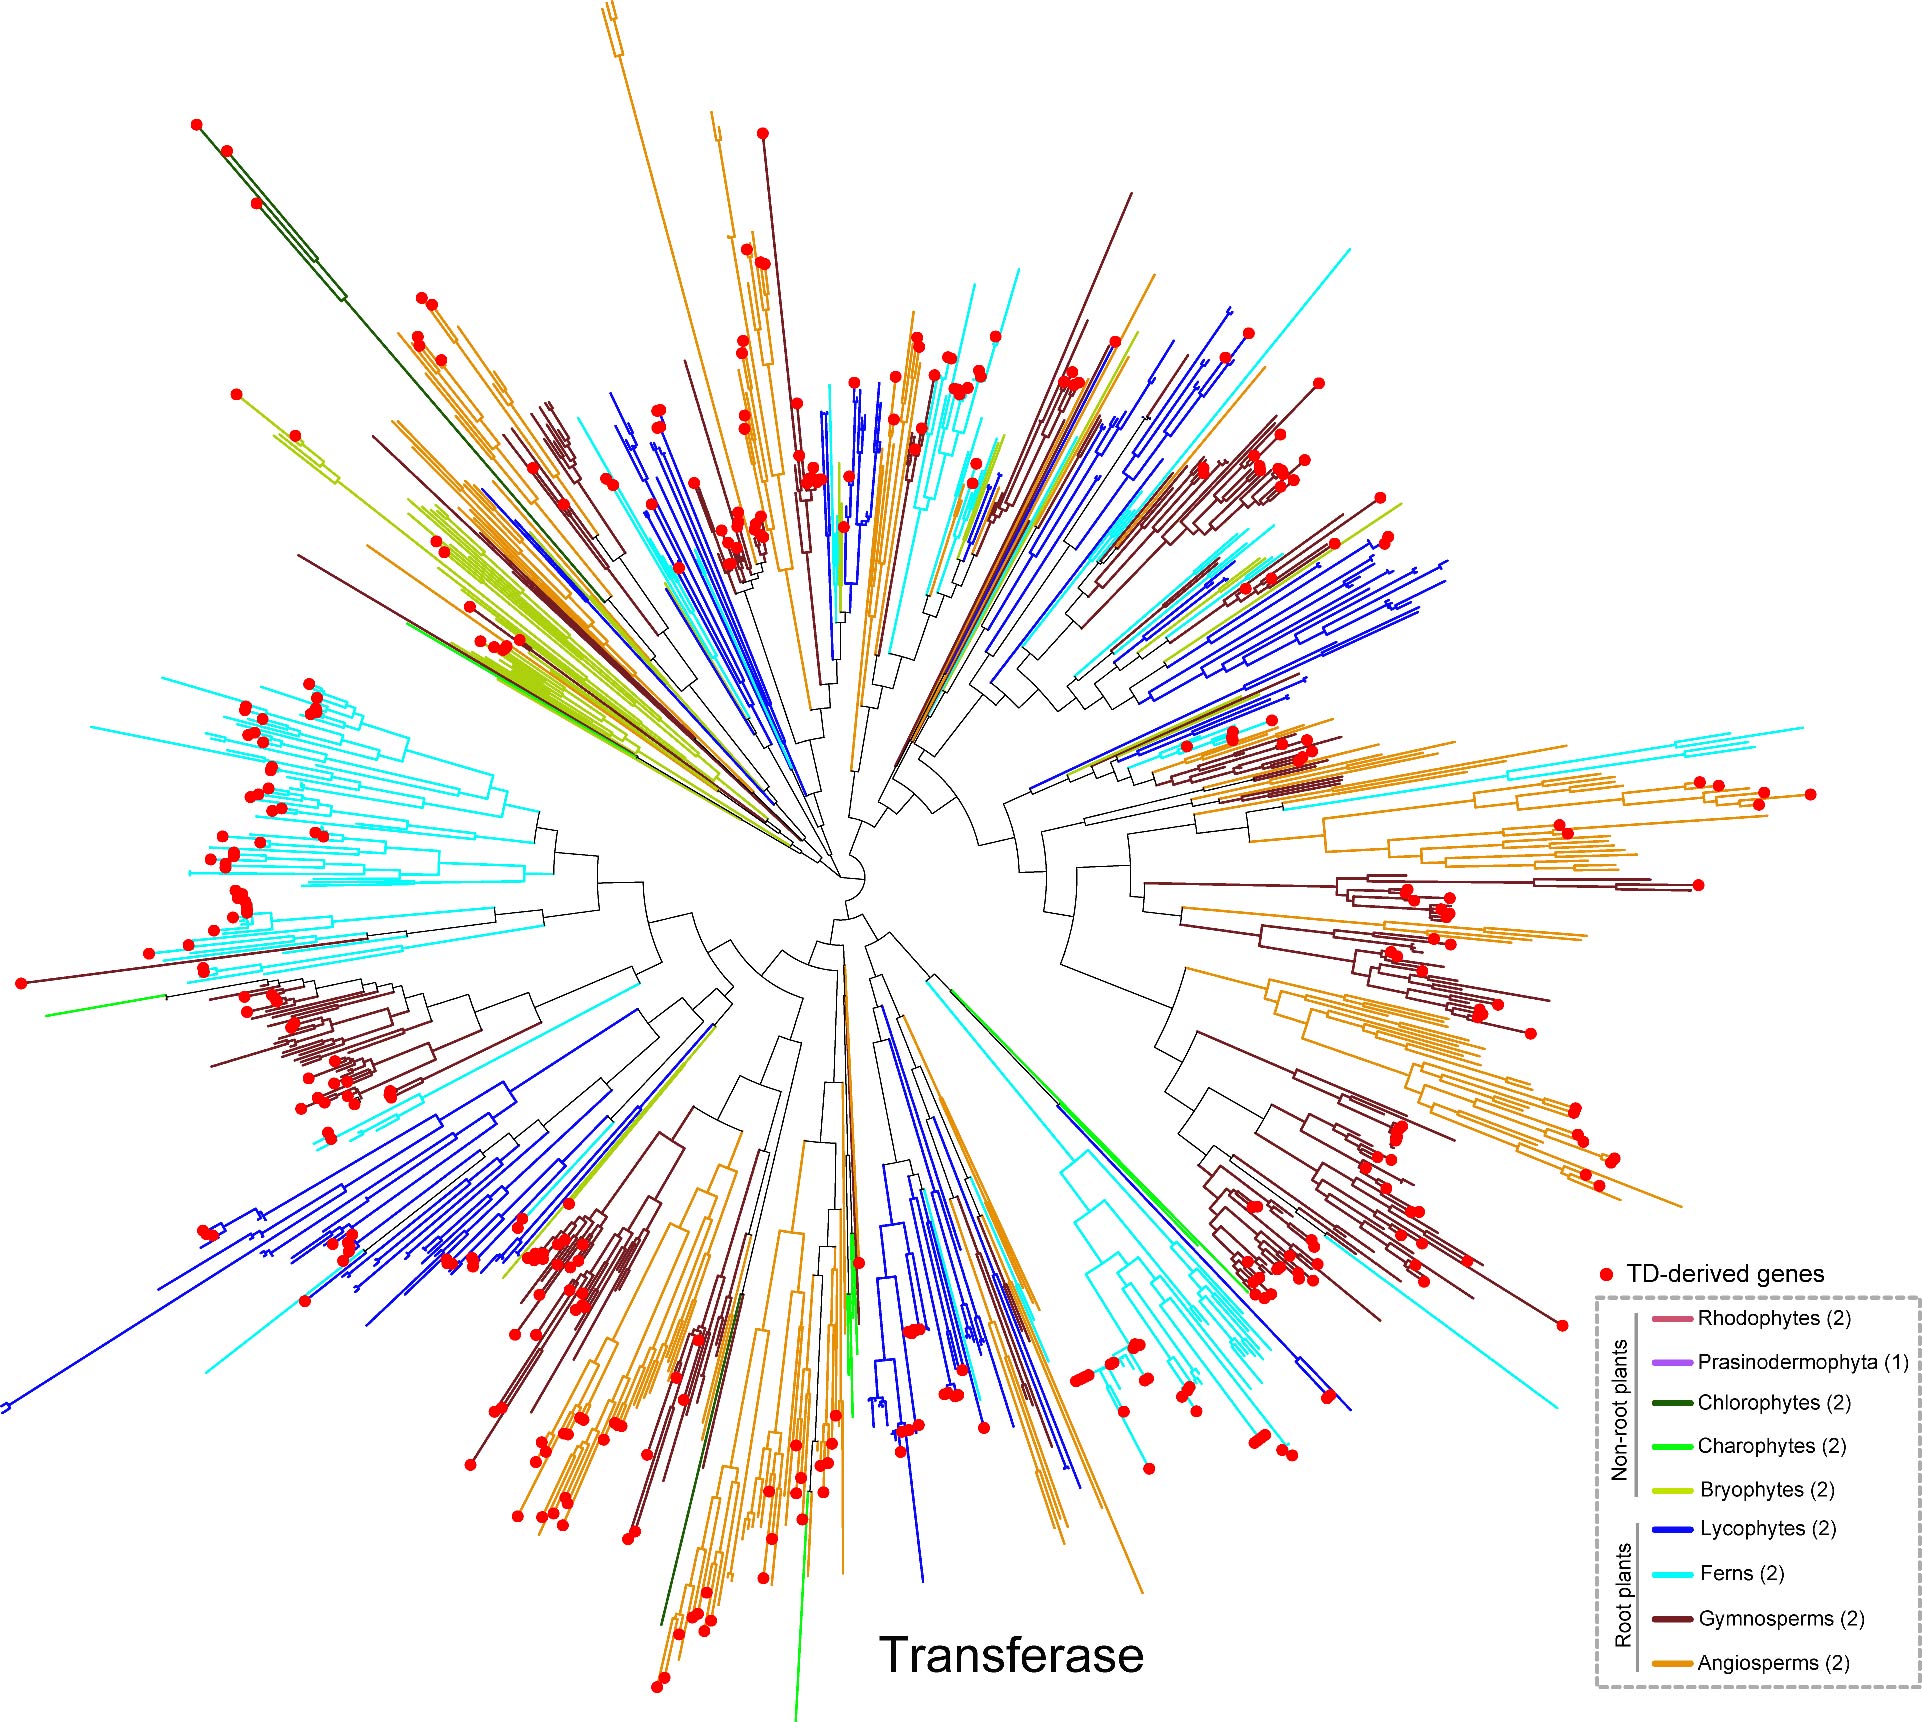 TD-derived genes
Non-root plants
Rhodophytes (2)
Prasinodermophyta (1)
Chlorophytes (2)
Charophytes (2)
Bryophytes (2)
Root plants
Lycophytes (2)
Ferns (2)
Gymnosperms (2)
Angiosperms (2)
Transferase